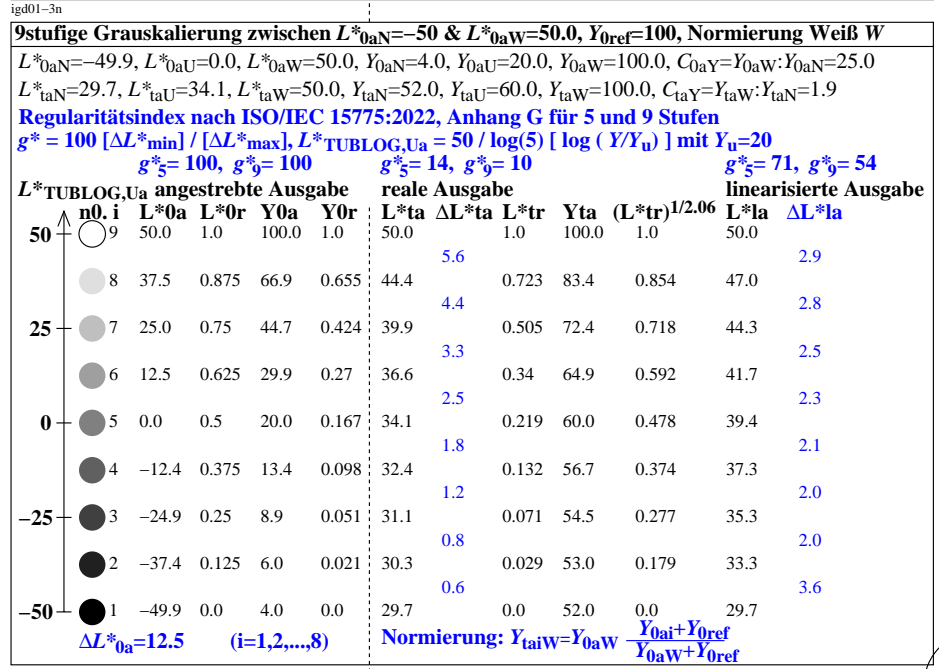 igd01–3n
9stufige Grauskalierung zwischen L*0aN=−50 & L*0aW=50.0, Y0ref=100, Normierung Weiß W
L*0aN=−49.9, L*0aU=0.0, L*0aW=50.0, Y0aN=4.0, Y0aU=20.0, Y0aW=100.0, C0aY=Y0aW:Y0aN=25.0
L*taN=29.7, L*taU=34.1, L*taW=50.0, YtaN=52.0, YtaU=60.0, YtaW=100.0, CtaY=YtaW:YtaN=1.9
Regularitätsindex nach ISO/IEC 15775:2022, Anhang G für 5 und 9 Stufen
g* = 100 [ΔL*min] / [ΔL*max], L*TUBLOG,Ua = 50 / log(5) [ log ( Y/Yu) ] mit Yu=20
g*5= 100, g*9= 100 g*5= 14, g*9= 10 g*5= 71, g*9= 54
L*TUBLOG,Ua angestrebte Ausgabe reale Ausgabe linearisierte Ausgabe
n0. i L*0a L*0r Y0a Y0r L*ta ΔL*ta L*tr Yta (L*tr)1/2.06 L*la ΔL*la
50 9 50.0 1.0 100.0 1.0 50.0 1.0 100.0 1.0 50.0
5.6 2.9
8 37.5 0.875 66.9 0.655 44.4 0.723 83.4 0.854 47.0
4.4 2.8
25 7 25.0 0.75 44.7 0.424 39.9 0.505 72.4 0.718 44.3
3.3 2.5
6 12.5 0.625 29.9 0.27 36.6 0.34 64.9 0.592 41.7
2.5 2.3
0 5 0.0 0.5 20.0 0.167 34.1 0.219 60.0 0.478 39.4
1.8 2.1
4 −12.4 0.375 13.4 0.098 32.4 0.132 56.7 0.374 37.3
1.2 2.0
−25 3 −24.9 0.25 8.9 0.051 31.1 0.071 54.5 0.277 35.3
0.8 2.0
2 −37.4 0.125 6.0 0.021 30.3 0.029 53.0 0.179 33.3
0.6 3.6
−50 1 −49.9 0.0 4.0 0.0 29.7 0.0 52.0 0.0 29.7
ΔL*0a=12.5 (i=1,2,...,8) Normierung: YtaiW=Y0aW Y0ai+Y0ref
Y0aW+Y0ref